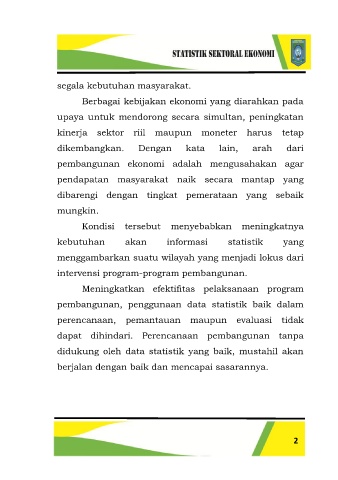 STATISTIK SEKTORAL EKONOMI
segala kebutuhan masyarakat.
Berbagai kebijakan ekonomi yang diarahkan pada
upaya untuk mendorong secara simultan, peningkatan
kinerja sektor riil maupun moneter harus tetap
dikembangkan. Dengan kata lain, arah dari
pembangunan ekonomi adalah mengusahakan agar
pendapatan masyarakat naik secara mantap yang
dibarengi dengan tingkat pemerataan yang sebaik
mungkin.
Kondisi tersebut menyebabkan meningkatnya
kebutuhan akan informasi statistik yang
menggambarkan suatu wilayah yang menjadi lokus dari
intervensi program-program pembangunan.
Meningkatkan efektifitas pelaksanaan program
pembangunan, penggunaan data statistik baik dalam
perencanaan, pemantauan maupun evaluasi tidak
dapat dihindari. Perencanaan pembangunan tanpa
didukung oleh data statistik yang baik, mustahil akan
berjalan dengan baik dan mencapai sasarannya.
2